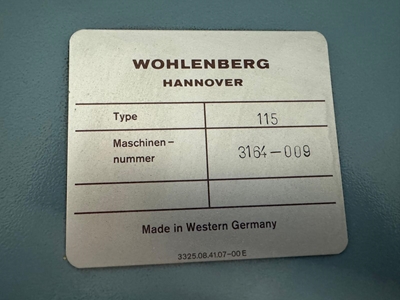 WOHLENBERG
HANNOVER
Type 115
Maschinen-
nummer 3164-009
Made in Western Germany
3325.08.41.07-00 E